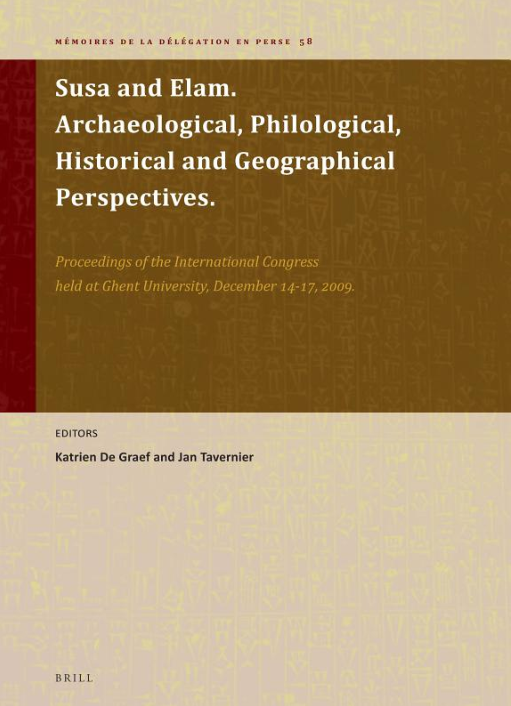 MÉMOIRES DE LA DÉLÉGATION EN PERSE 58
Susa and Elam.
Archaeological, Philological,
Historical and Geographical
Perspectives.
Proceedings of the International Congress
held at Ghent University, December 14-17, 2009.
EDITORS
Katrien De Graef and Jan Tavernier
BRILL